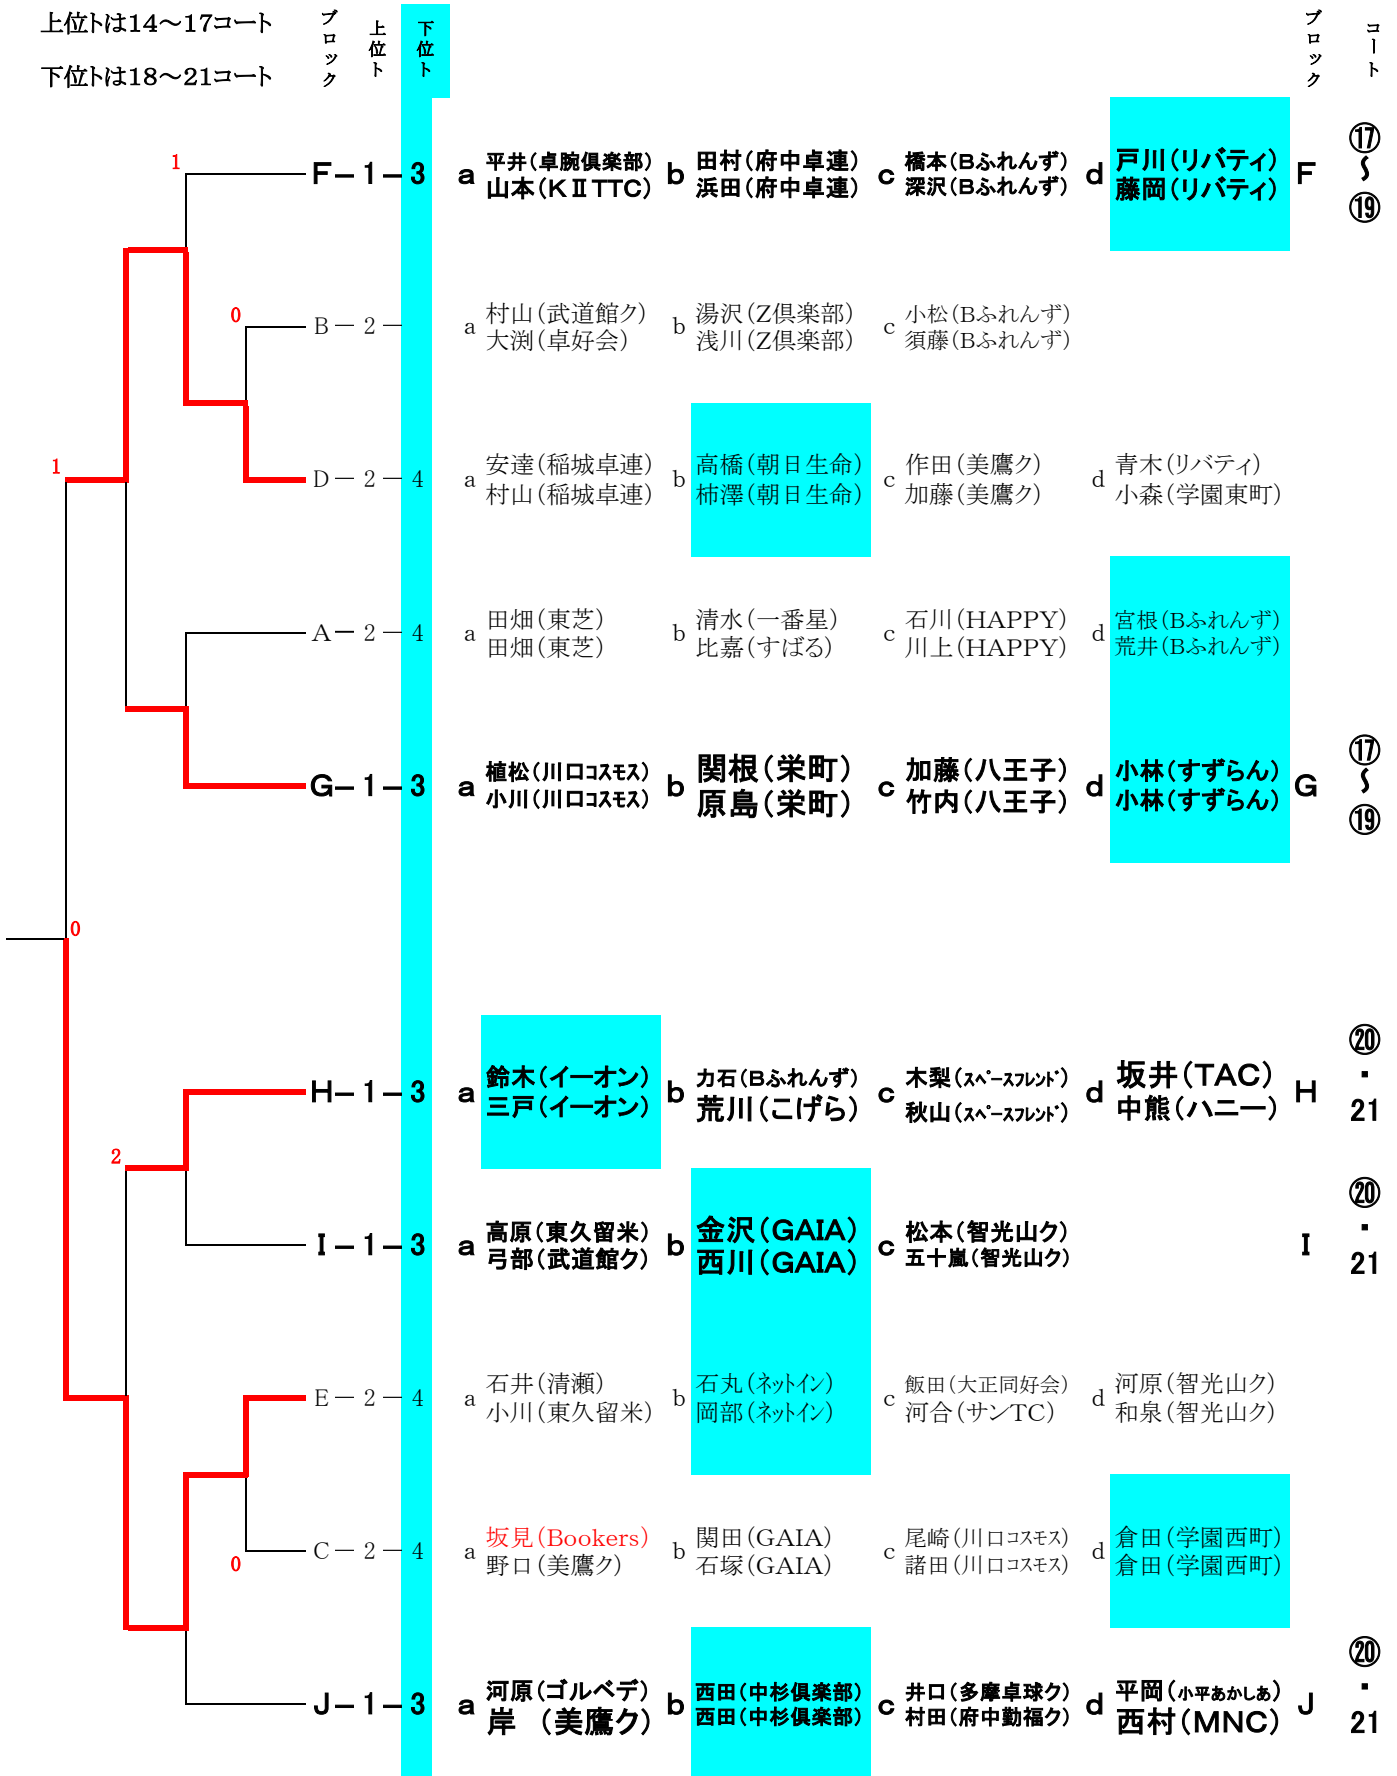 上位トは14～17コート
下位トは18～21コート
ブロック 上位ト 下位ト ブロック コート
1
F－1－3 a 平井（卓腕倶楽部） b 田村（府中卓連） c 橋本（Bふれんず） d 戸川（リバティ） F ⑰～⑲
山本（KⅡTTC） 浜田（府中卓連） 深沢（Bふれんず） 藤岡（リバティ）
0
B－2－ a 村山（武道館ク） b 湯沢（Z倶楽部） c 小松（Bふれんず）
大渕（卓好会） 浅川（Z倶楽部） 須藤（Bふれんず）
1
D－2－4 a 安達（稲城卓連） b 高橋（朝日生命） c 作田（美鷹ク） d 青木（リバティ）
村山（稲城卓連） 柿澤（朝日生命） 加藤（美鷹ク） 小森（学園東町）
A－2－4 a 田畑（東芝） b 清水（一番星） c 石川（HAPPY） d 宮根（Bふれんず）
田畑（東芝） 比嘉（すばる） 川上（HAPPY） 荒井（Bふれんず）
G－1－3 a 植松（川口コスモス） b 関根（栄町） c 加藤（八王子） d 小林（すずらん） G ⑰～⑲
小川（川口コスモス） 原島（栄町） 竹内（八王子） 小林（すずらん）
0
H－1－3 a 鈴木（イーオン） b 力石（Bふれんず） c 木梨（スペースフレンド） d 坂井（TAC） H ⑳・21
三戸（イーオン） 荒川（こげら） 秋山（スペースフレンド） 中熊（ハニー）
2
I－1－3 a 高原（東久留米） b 金沢（GAIA） c 松本（智光山ク） I ⑳・21
弓部（武道館ク） 西川（GAIA） 五十嵐（智光山ク）
E－2－4 a 石井（清瀬） b 石丸（ネットイン） c 飯田（大正同好会） d 河原（智光山ク）
小川（東久留米） 岡部（ネットイン） 河合（サンTC） 和泉（智光山ク）
C－2－4 a 坂見（Bookers） b 関田（GAIA） c 尾崎（川口コスモス） d 倉田（学園西町）
野口（美鷹ク） 石塚（GAIA） 諸田（川口コスモス） 倉田（学園西町）
0
J－1－3 a 河原（ゴルベデ） b 西田（中杉倶楽部） c 井口（多摩卓球ク） d 平岡（小平あかしあ） J ⑳・21
岸　（美鷹ク） 西田（中杉倶楽部） 村田（府中勤福ク） 西村（MNC）